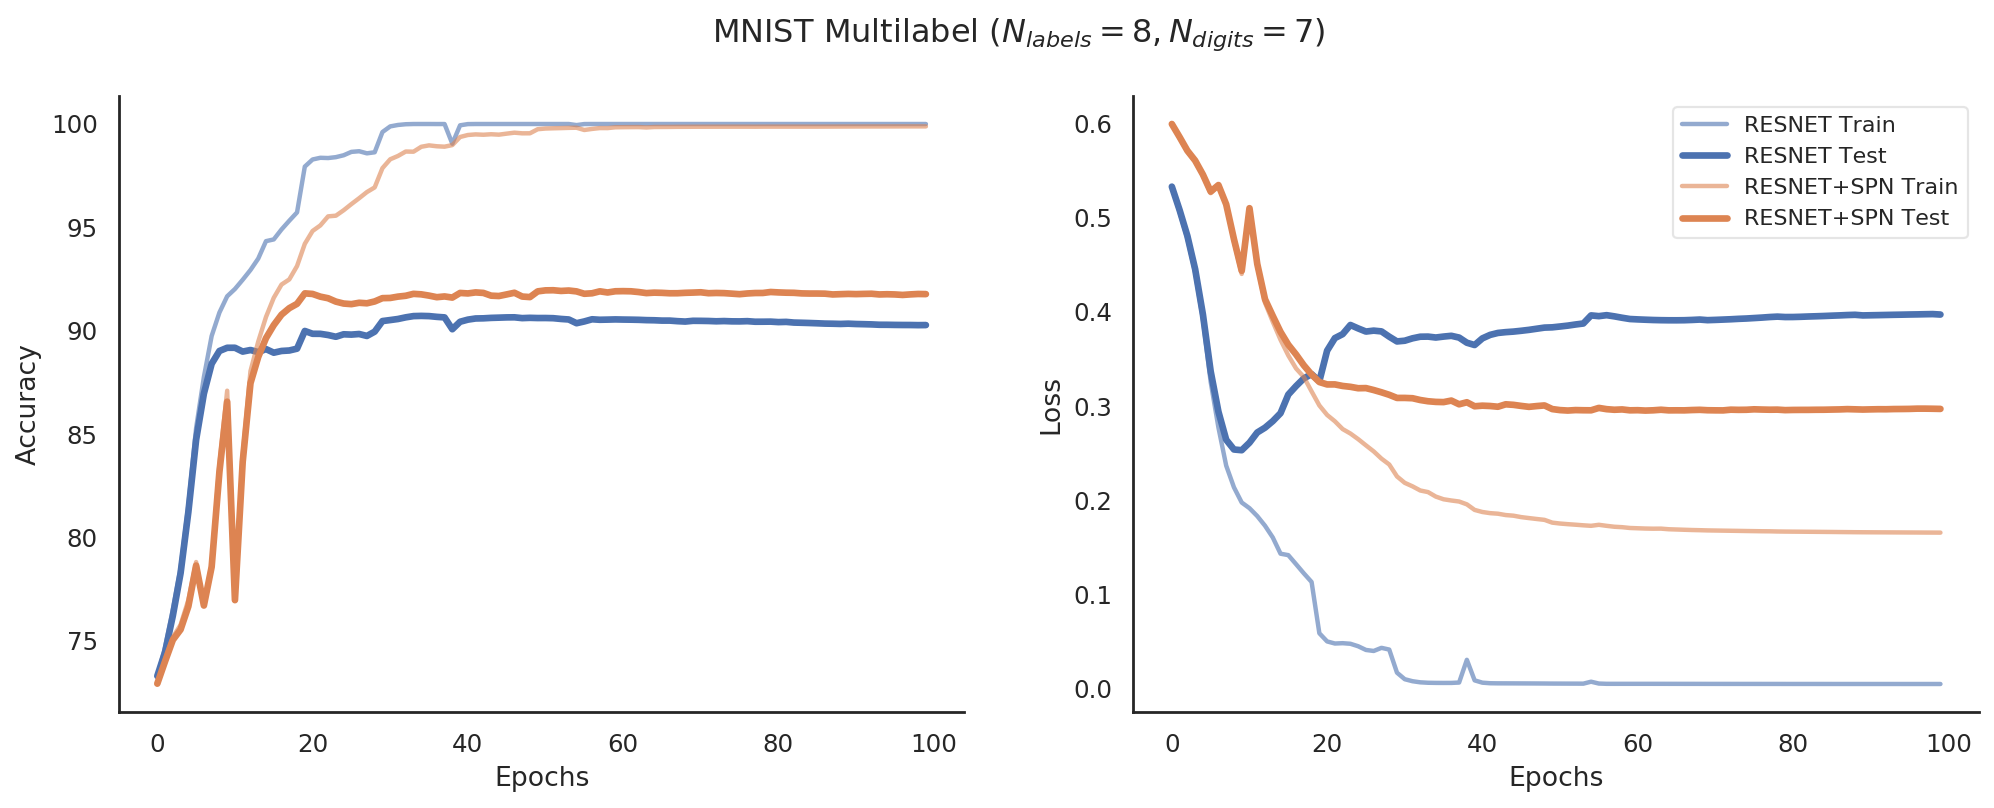 MNIST Multilabel (N_labels = 8, N_digits = 7)
Accuracy
100
95
90
85
80
75
0 20 40 60 80 100
Epochs
Loss
0.6
0.5
0.4
0.3
0.2
0.1
0.0
0 20 40 60 80 100
Epochs
RESNET Train
RESNET Test
RESNET+SPN Train
RESNET+SPN Test